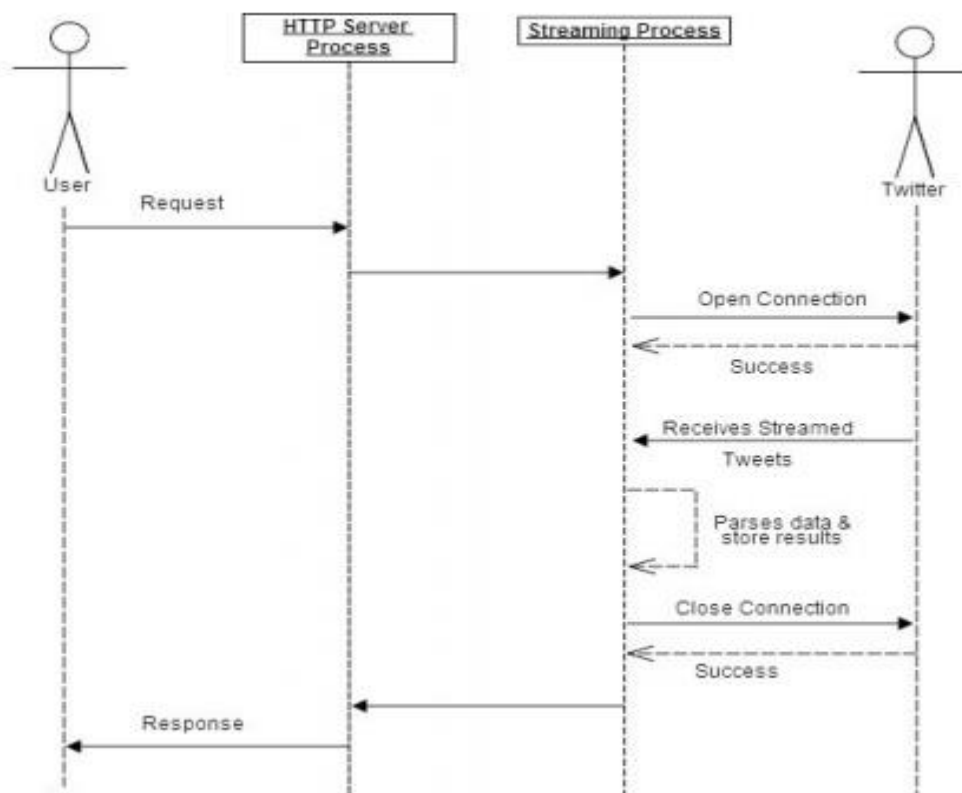 HTTP Server
Process
Streaming Process
User
Twitter
Request
Open Connection
Success
Receives Streamed
Tweets
Parses data &
store results
Close Connection
Success
Response